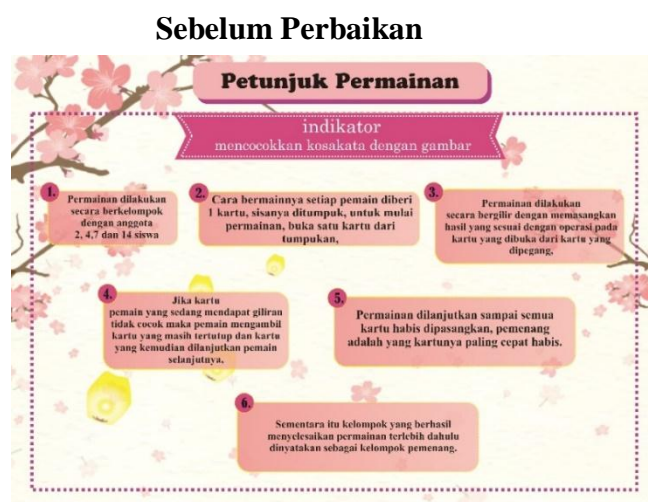 Sebelum Perbaikan
Petunjuk Permainan
indikator
mencocokkan kosakata dengan gambar
1.
Permainan dilakukan
secara berkelompok
dengan anggota
2, 4,7 dan 14 siswa
2.
Cara bermainnya setiap pemain diberi
1 kartu, sisanya ditumpuk, untuk mulai
permainan, buka satu kartu dari
tumpukan,
3.
Permainan dilakukan
secara bergilir dengan memasangkan
hasil yang sesuai dengan operasi pada
kartu yang dibuka dari kartu yang
dipegang,
4.
Jika kartu
pemain yang sedang mendapat giliran
tidak cocok maka pemain mengambil
kartu yang masih tertutup dan kartu
yang kemudian dilanjutkan pemain
selanjutnya.
5.
Permainan dilanjutkan sampai semua
kartu habis dipasangkan, pemenang
adalah yang kartunya paling cepat habis.
6.
Sementara itu kelompok yang berhasil
menyelesaikan permainan terlebih dahulu
dinyatakan sebagai kelompok pemenang.